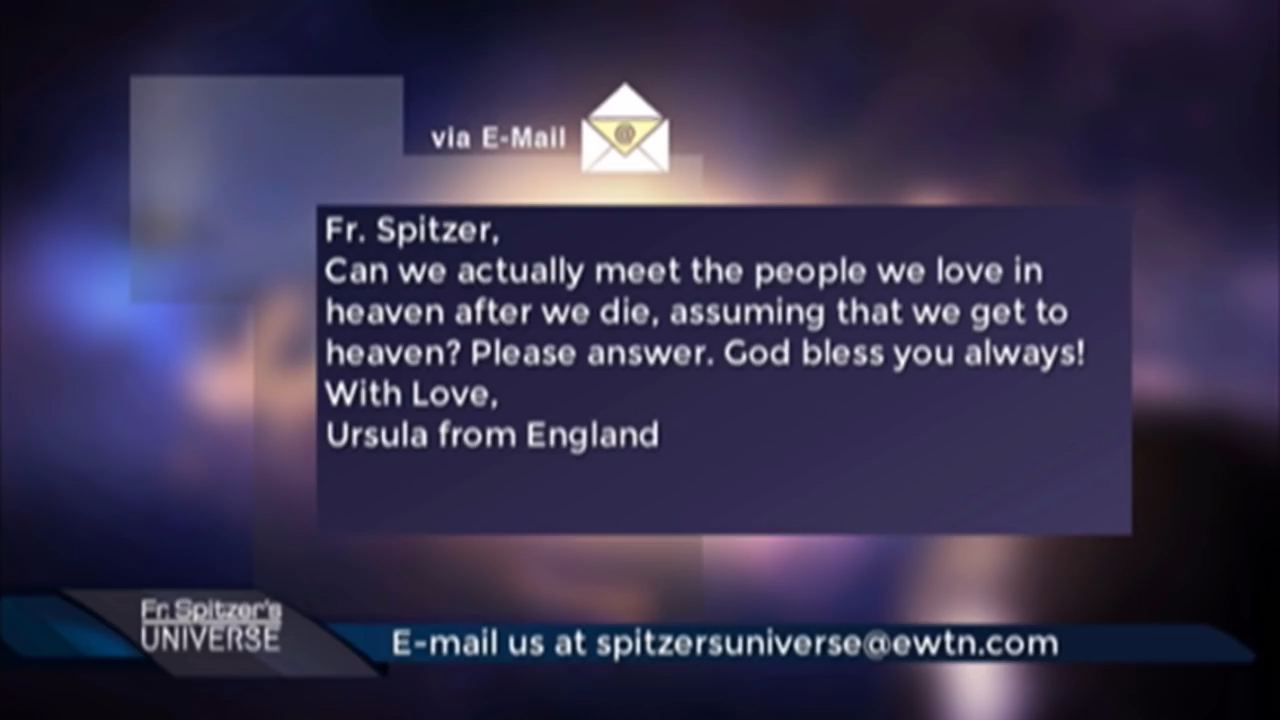 via E-Mail
@
Fr. Spitzer,
Can we actually meet the people we love in
heaven after we die, assuming that we get to
heaven? Please answer. God bless you always!
With Love,
Ursula from England
Fr. Spitzer's
UNIVERSE
E-mail us at spitzersuniverse@ewtn.com